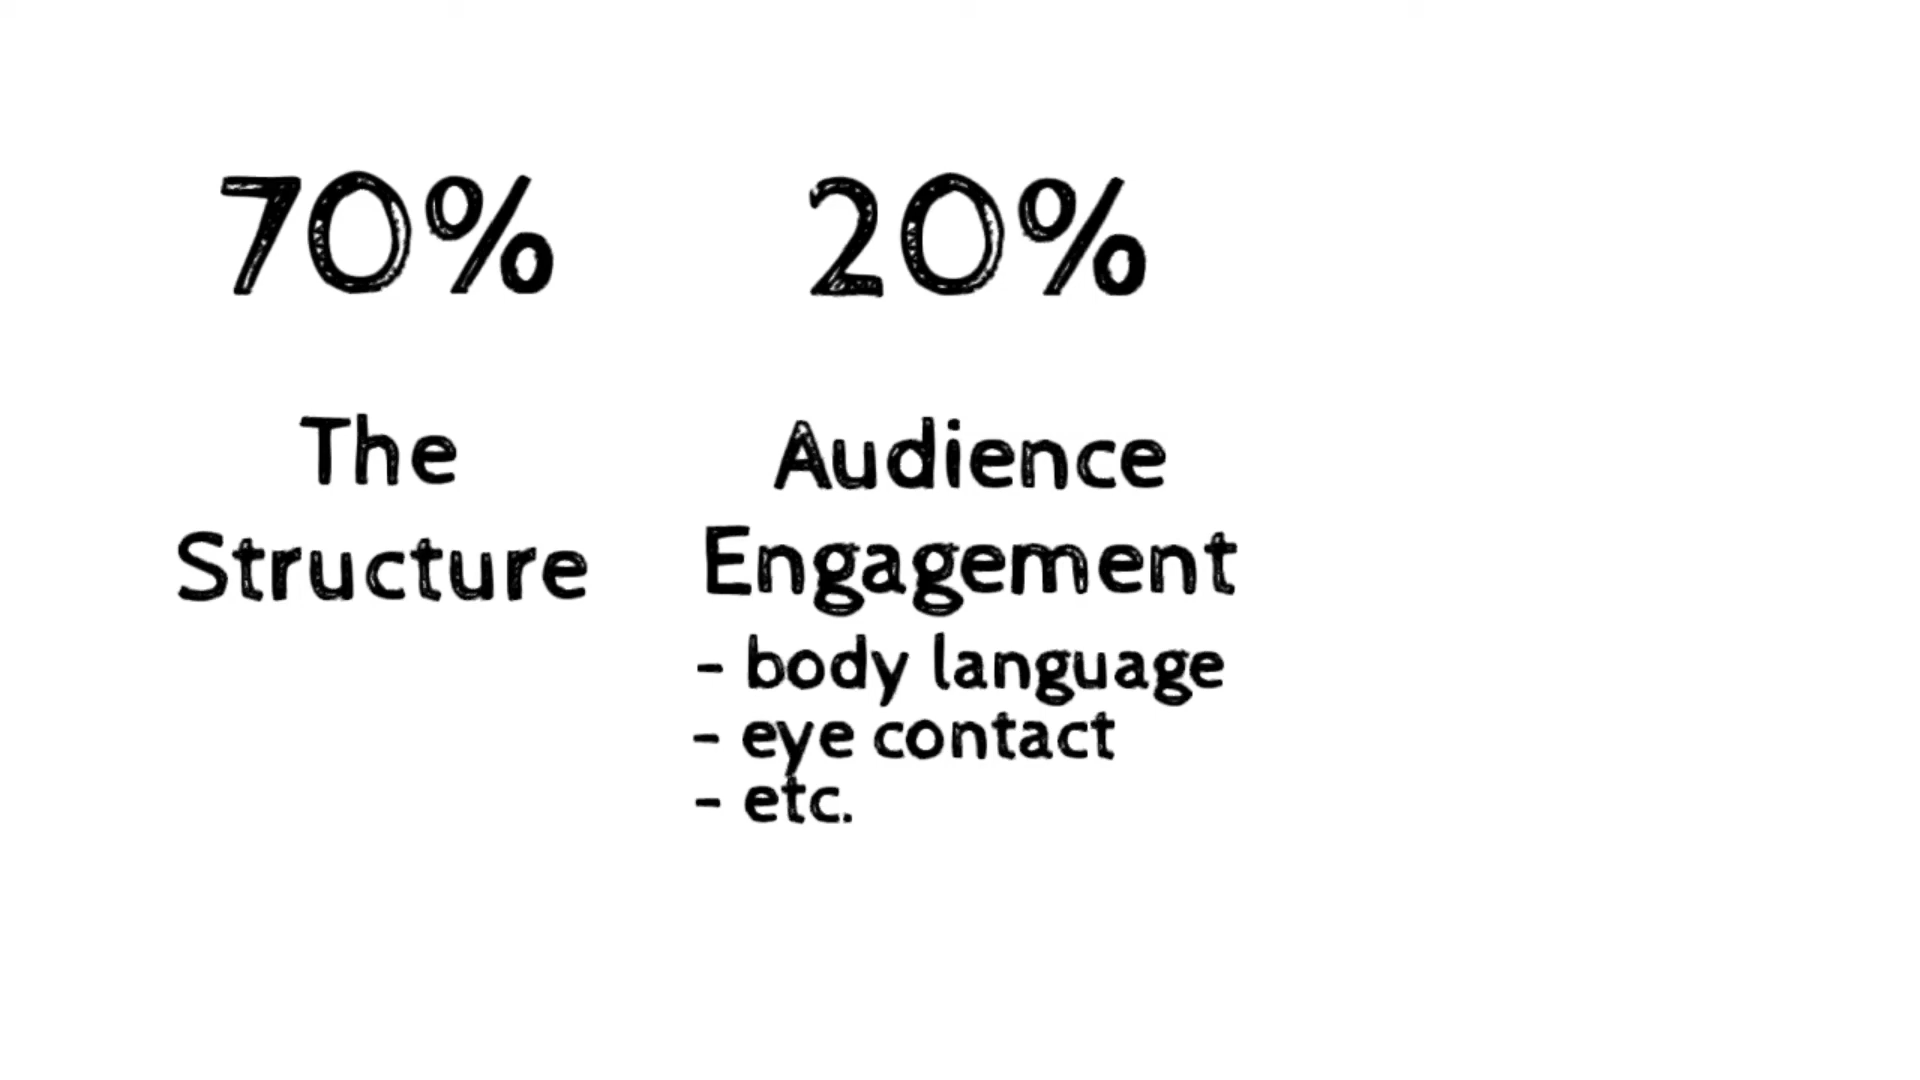 70%
The
Structure
20%
Audience
Engagement
- body language
- eye contact
- etc.